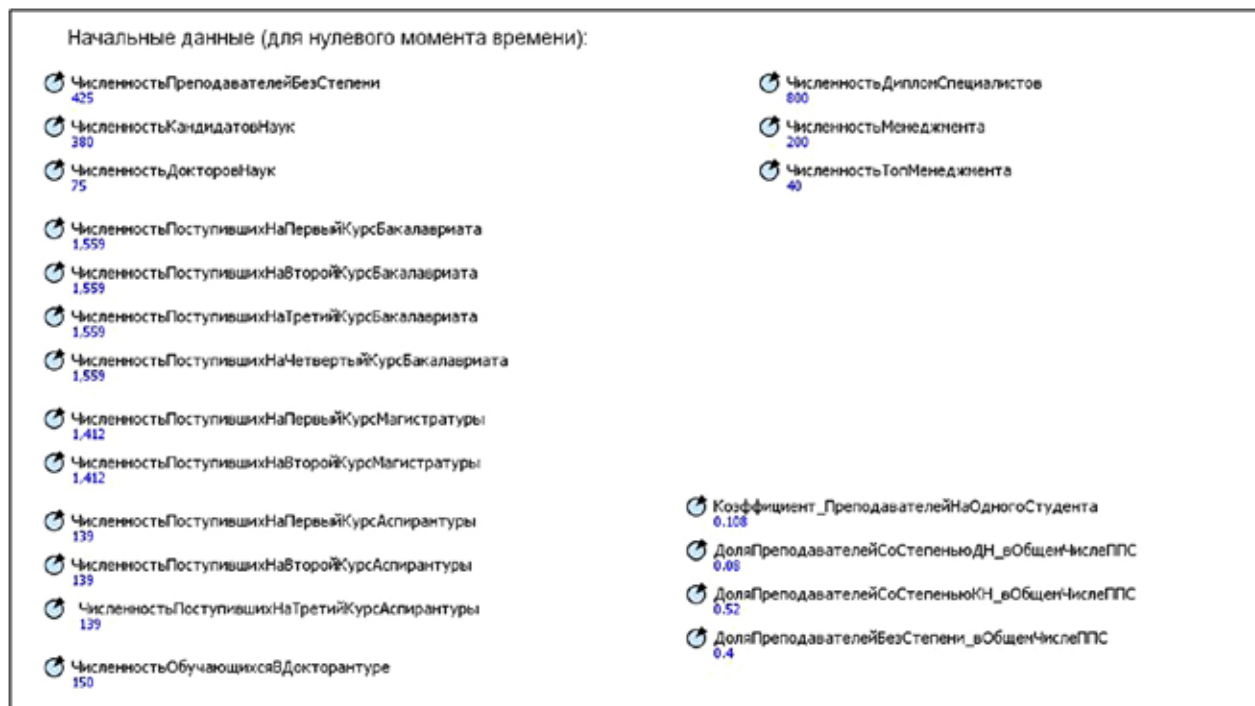 Начальные данные (для нулевого момента времени):
ЧисленностьПреподавателейБезСтепени
425
ЧисленностьКандидатовНаук
380
ЧисленностьДокторовНаук
75
ЧисленностьПоступившихНаПервыйКурсБакалавриата
1,559
ЧисленностьПоступившихНаВторойКурсБакалавриата
1,559
ЧисленностьПоступившихНаТретийКурсБакалавриата
1,559
ЧисленностьПоступившихНаЧетвертыйКурсБакалавриата
1,559
ЧисленностьПоступившихНаПервыйКурсМагистратуры
1,412
ЧисленностьПоступившихНаВторойКурсМагистратуры
1,412
ЧисленностьПоступившихНаПервыйКурсАспирантуры
139
ЧисленностьПоступившихНаВторойКурсАспирантуры
139
ЧисленностьПоступившихНаТретийКурсАспирантуры
139
ЧисленностьОбучающихсяВДокторантуре
150
ЧисленностьДипломСпециалистов
800
ЧисленностьМенеджмента
200
ЧисленностьТопМенеджмента
40
Коэффициент_ПреподавателейНаОдногоСтудента
0.108
ДоляПреподавателейСоСтепеньюДН_вОбщемЧислеППС
0.08
ДоляПреподавателейСоСтепеньюКН_вОбщемЧислеППС
0.52
ДоляПреподавателейБезСтепени_вОбщемЧислеППС
0.4